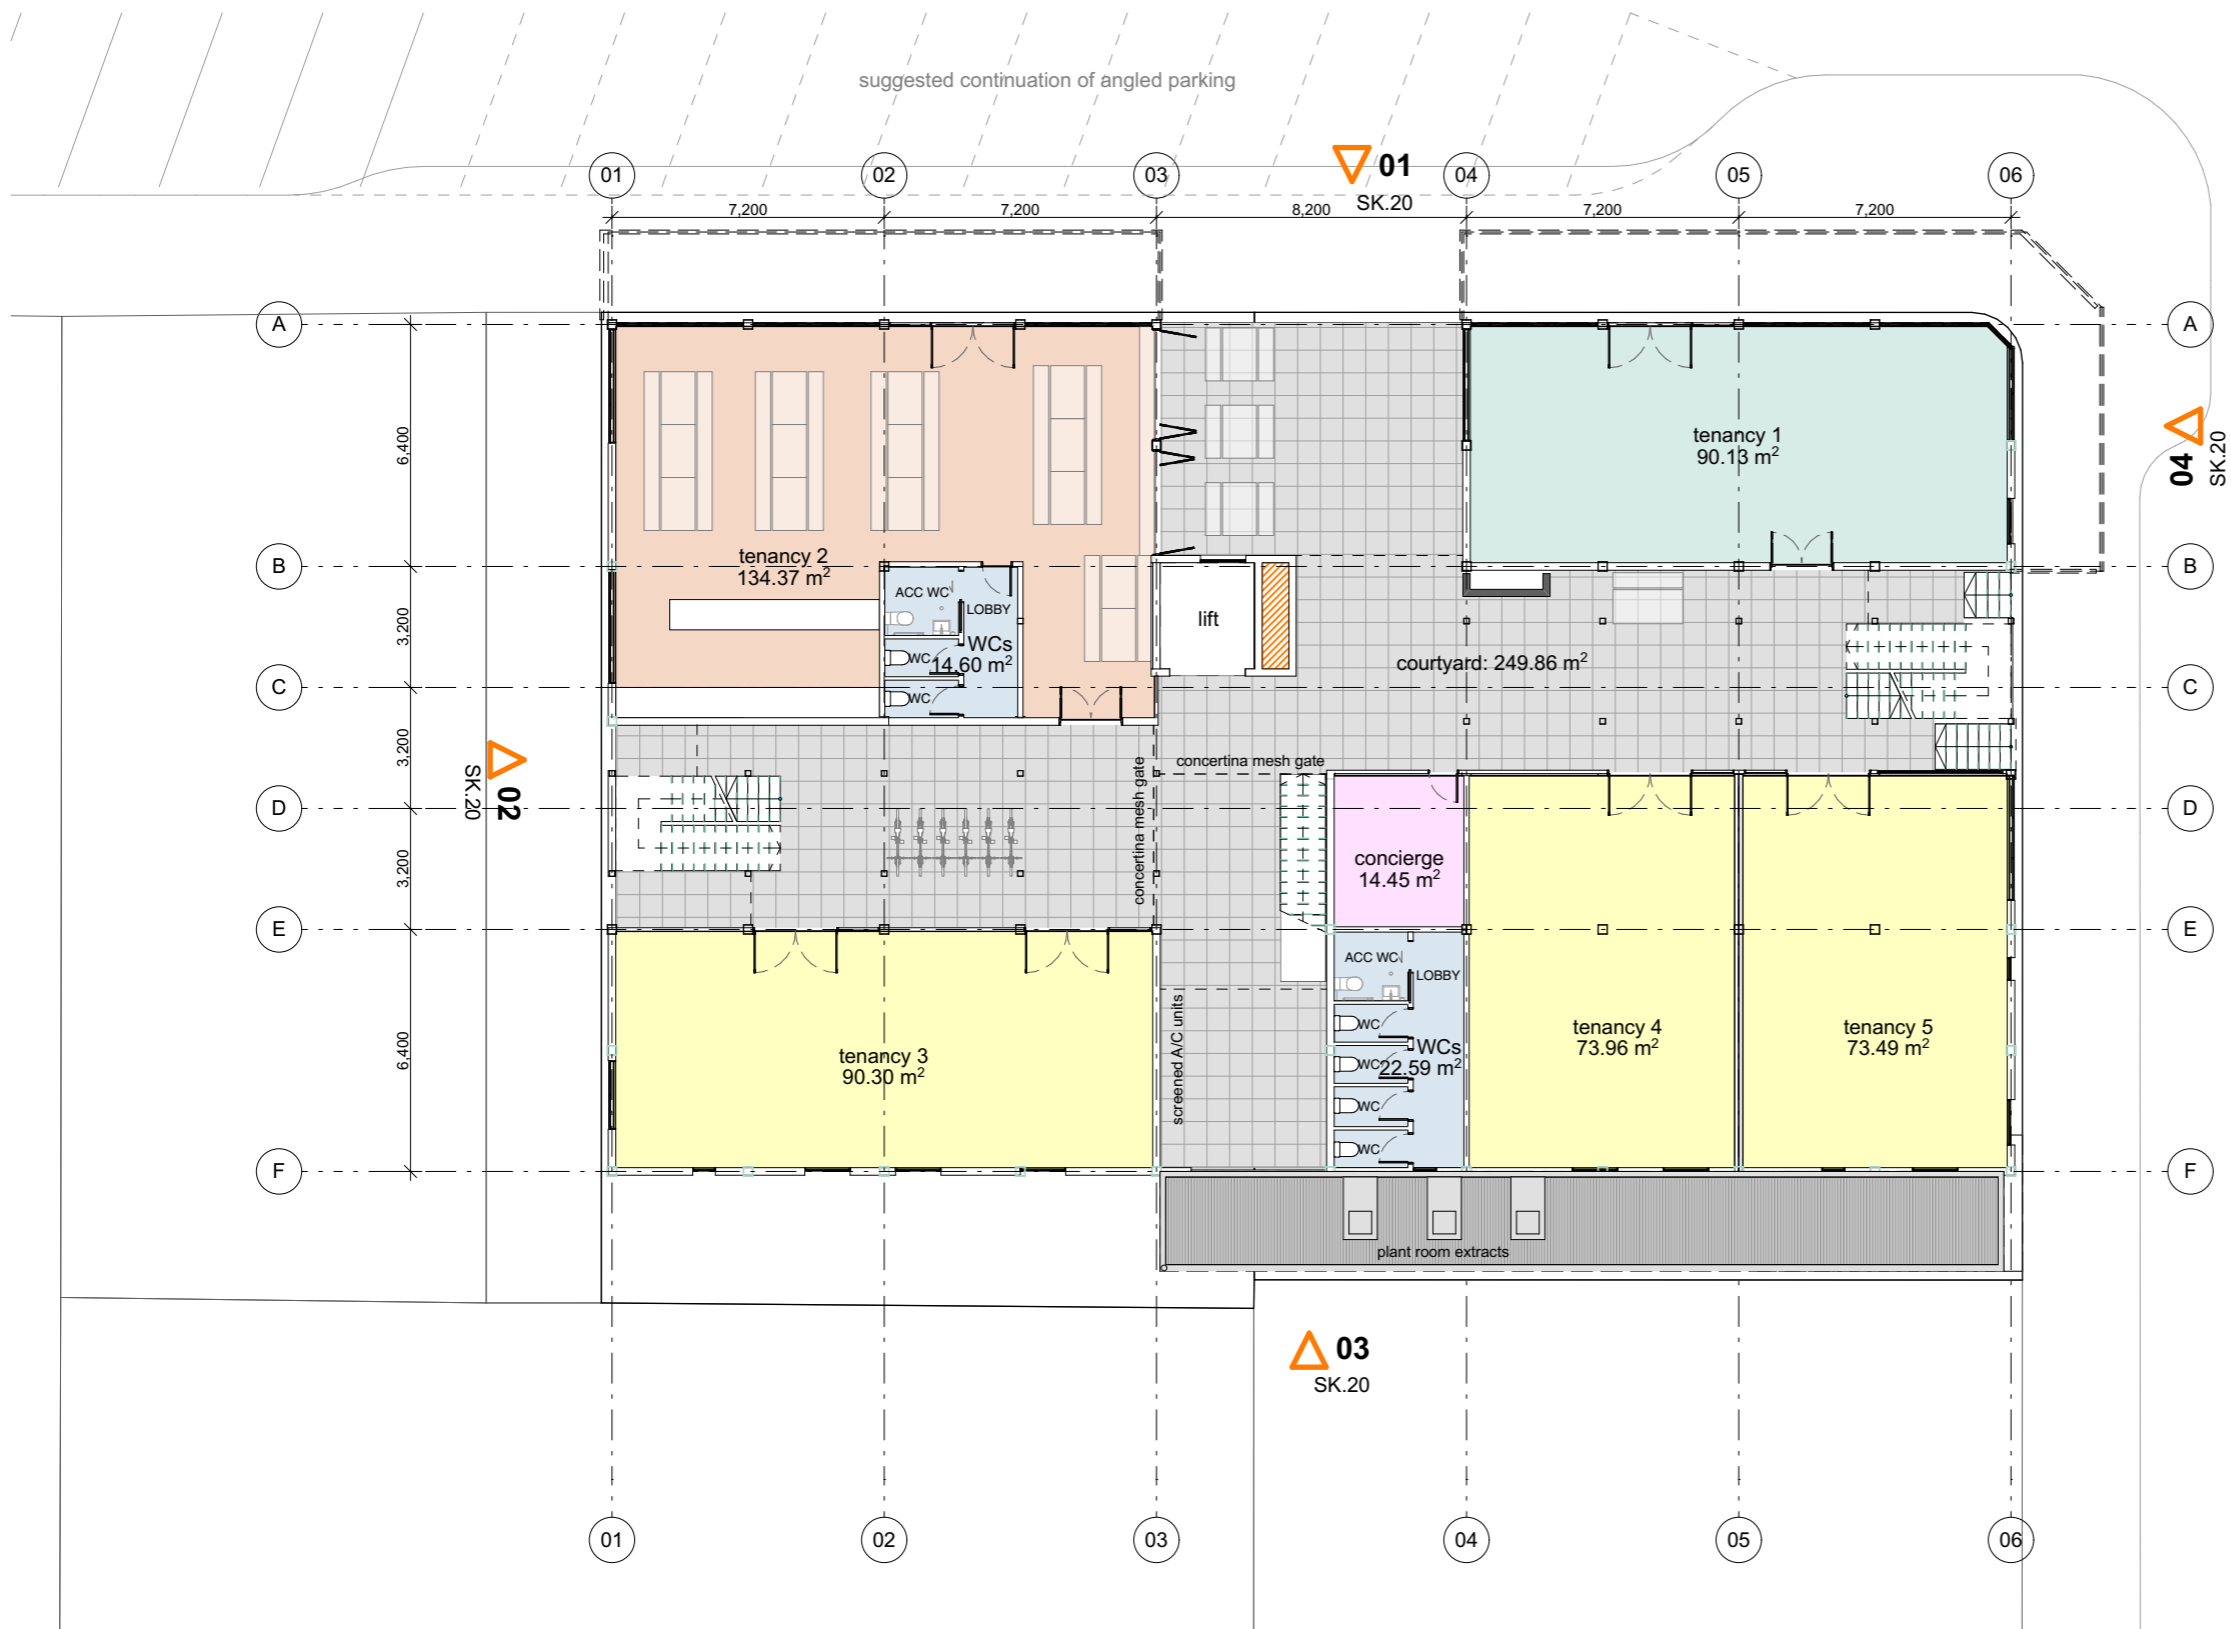 suggested continuation of angled parking
01
SK.20
01
02
03
04
05
06
7,200
7,200
8,200
7,200
7,200
A
A
6,400
04
SK.20
tenancy 1
90.13 m²
tenancy 2
134.37 m²
B
B
ACC WC
LOBBY
WCs
14.60 m²
WC
WC
lift
3,200
courtyard: 249.86 m²
C
C
3,200
02
SK.20
concertina mesh gate
concertina mesh gate
D
D
3,200
concierge
14.45 m²
E
E
ACC WC
LOBBY
WCs
22.59 m²
WC
WC
WC
WC
screened A/C units
6,400
tenancy 3
90.30 m²
tenancy 4
73.96 m²
tenancy 5
73.49 m²
F
F
plant room extracts
03
SK.20
01
02
03
04
05
06